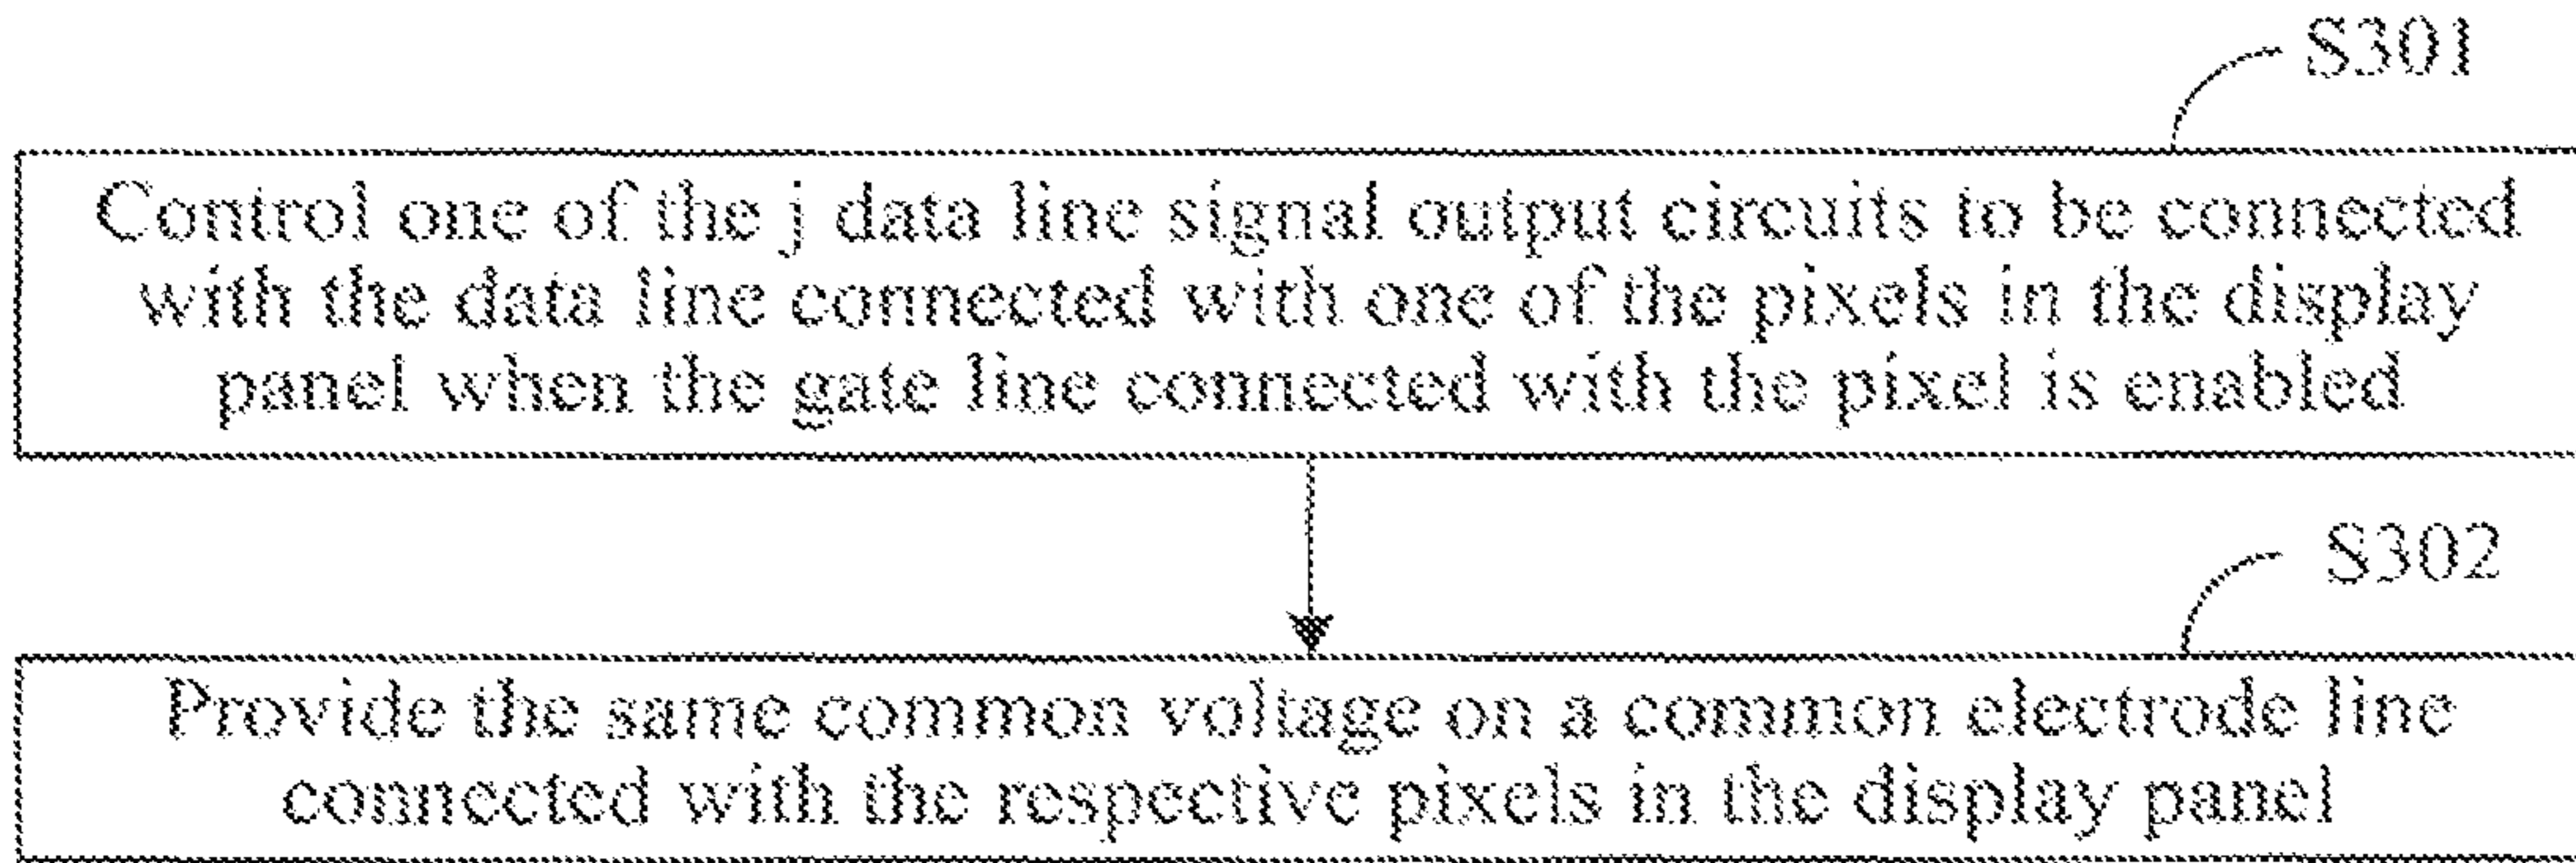 S301
Control one of the j data line signal output circuits to be connected
with the data line connected with one of the pixels in the display
panel when the gate line connected with the pixel is enabled
S302
Provide the same common voltage on a common electrode line
connected with the respective pixels in the display panel